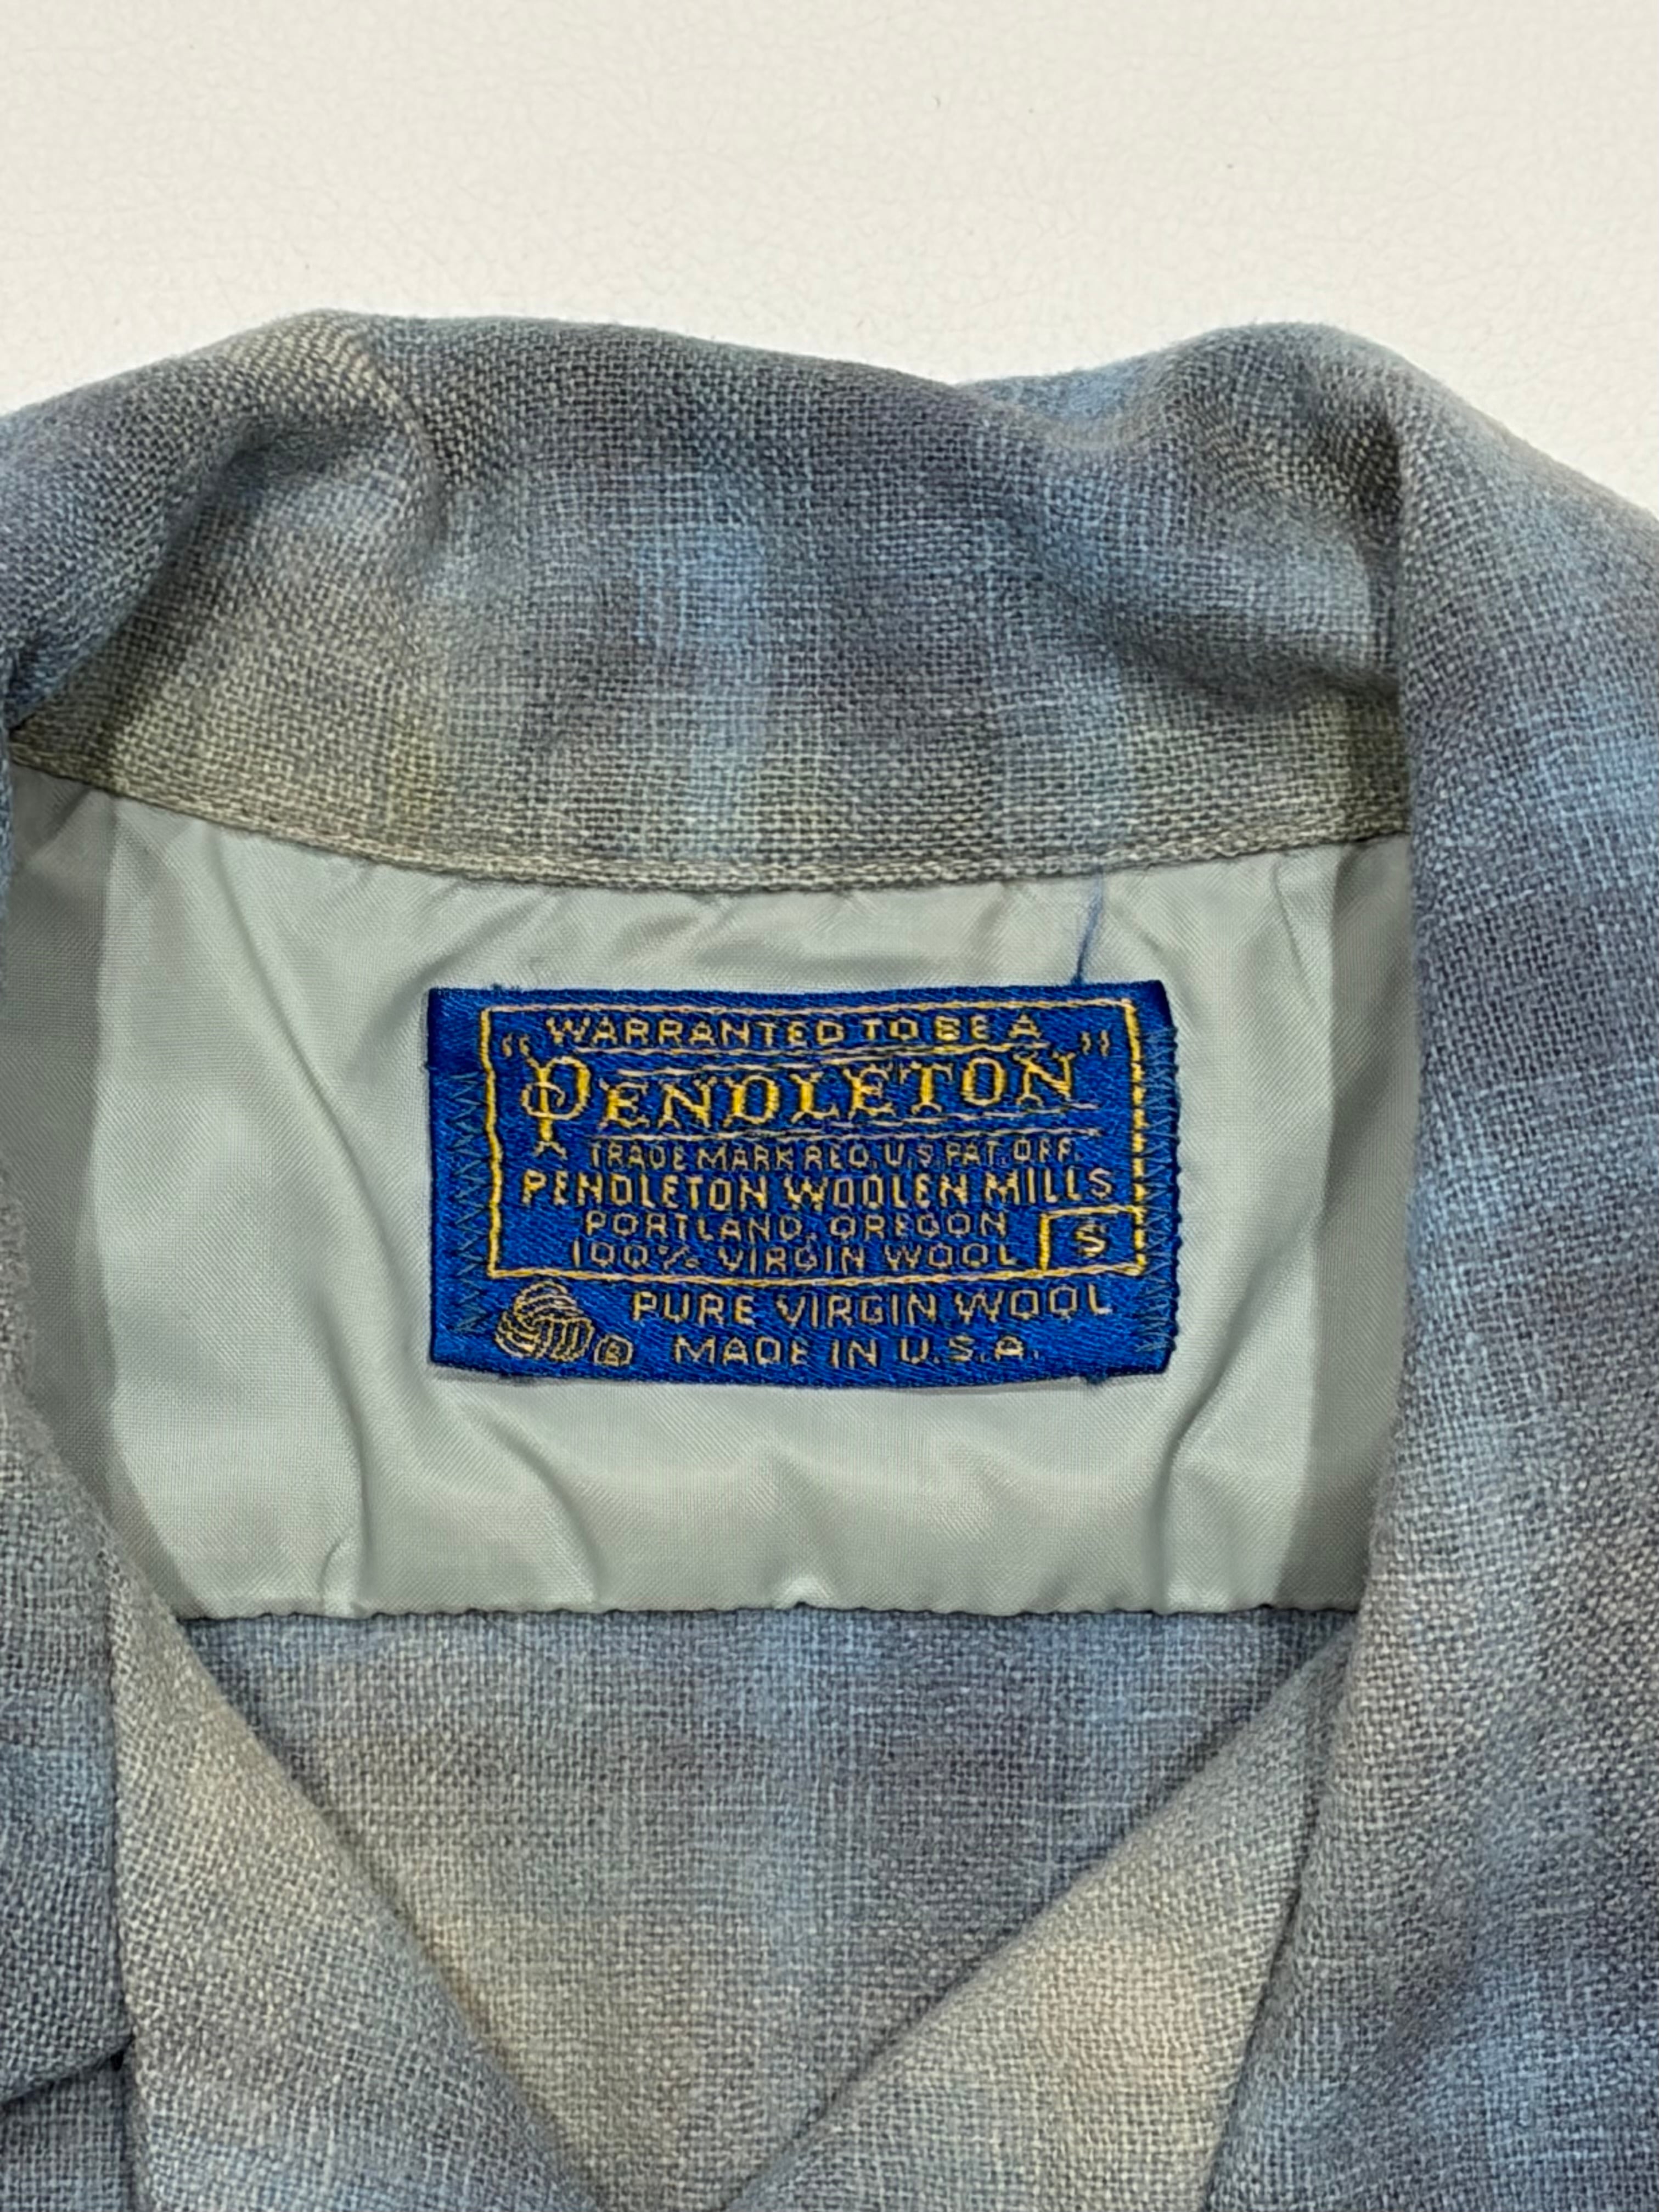 WARRANTED TO BE A
"PENDLETON"
TRADE MARK REG. U.S. PAT. OFF.
PENDLETON WOOLEN MILLS
PORTLAND, OREGON
100% VIRGIN WOOL
S
PURE VIRGIN WOOL
R MADE IN U.S.A.